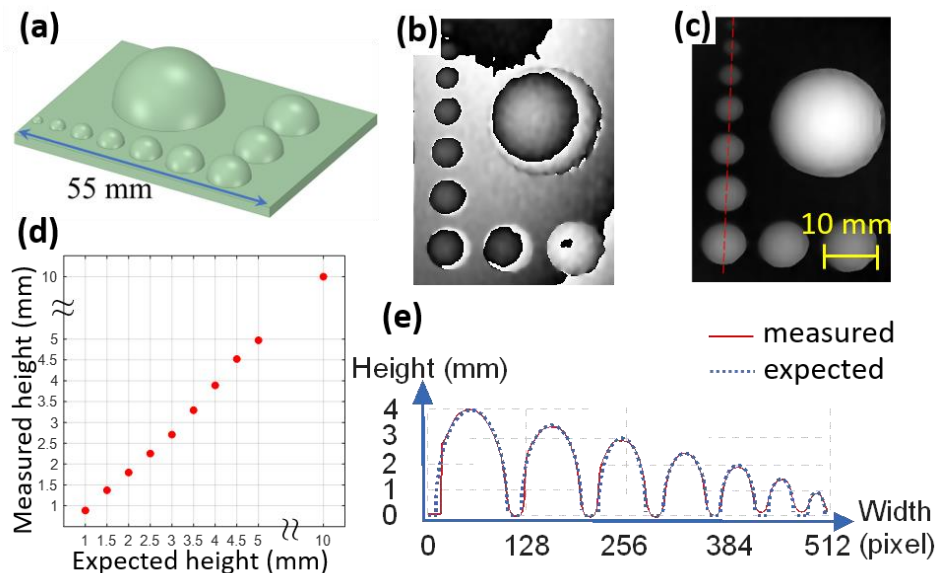 (a)
55 mm
(b)
(c)
10 mm
(d)
Measured height (mm)
10
5
4.5
4
3.5
3
2.5
2
1.5
1
1 1.5 2 2.5 3 3.5 4 4.5 5 10
Expected height (mm)
(e)
measured
expected
Height (mm)
4
3
2
1
0
0 128 256 384 512
Width
(pixel)